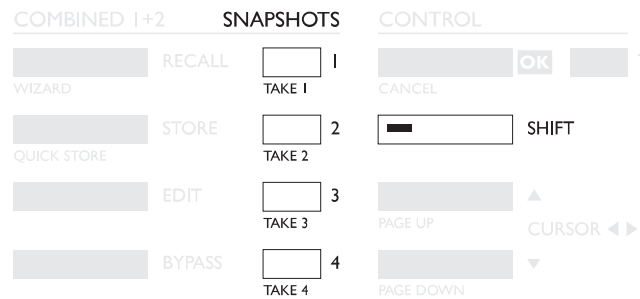 COMBINED 1+2 SNAPSHOTS CONTROL
RECALL 1 OK
WIZARD TAKE 1 CANCEL
STORE 2 SHIFT
QUICK STORE TAKE 2
EDIT 3 ▲
TAKE 3 PAGE UP CURSOR ◀ ▶
BYPASS 4 ▼
TAKE 4 PAGE DOWN